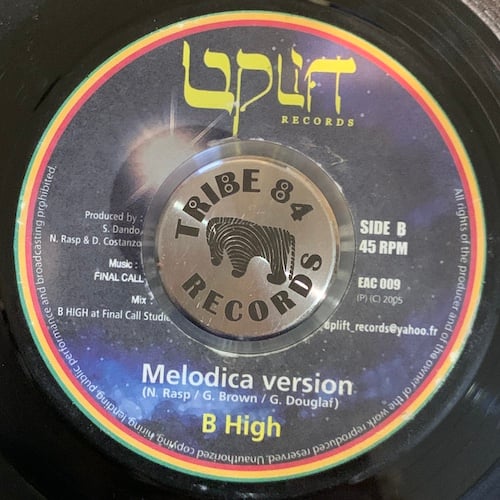 UPLIFT
RECORDS
TRIBE 84
RECORDS
Produced by :
S. Dando,
N. Rasp & D. Costanzo
Music :
FINAL CALL
Mix :
B HIGH at Final Call Studio
SIDE B
45 RPM
EAC 009
(P) (C) 2005
uplift_records@yahoo.fr
Melodica version
(N. Rasp / G. Brown / G. Douglaf)
B High
All rights of the producer and of the owner of the work reproduced reserved. Unauthorized copying, hiring, lending, public performance and broadcasting prohibited.